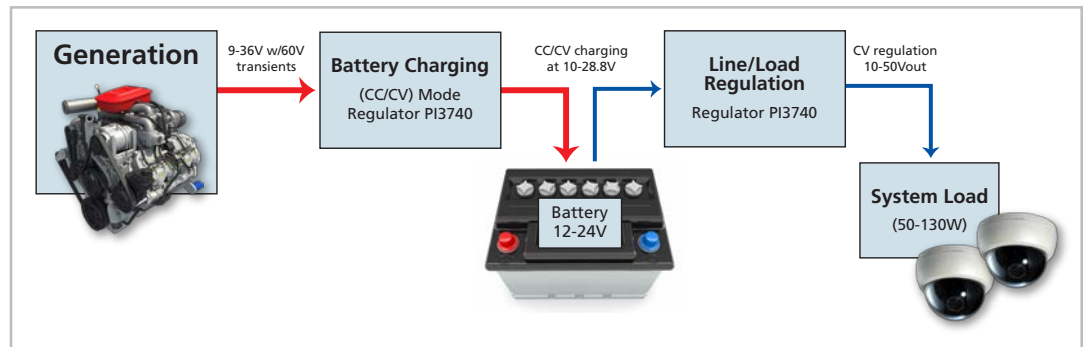 Generation
9-36V w/60V
transients
Battery Charging
(CC/CV) Mode
Regulator PI3740
CC/CV charging
at 10-28.8V
Line/Load
Regulation
Regulator PI3740
CV regulation
10-50Vout
Battery
12-24V
System Load
(50-130W)